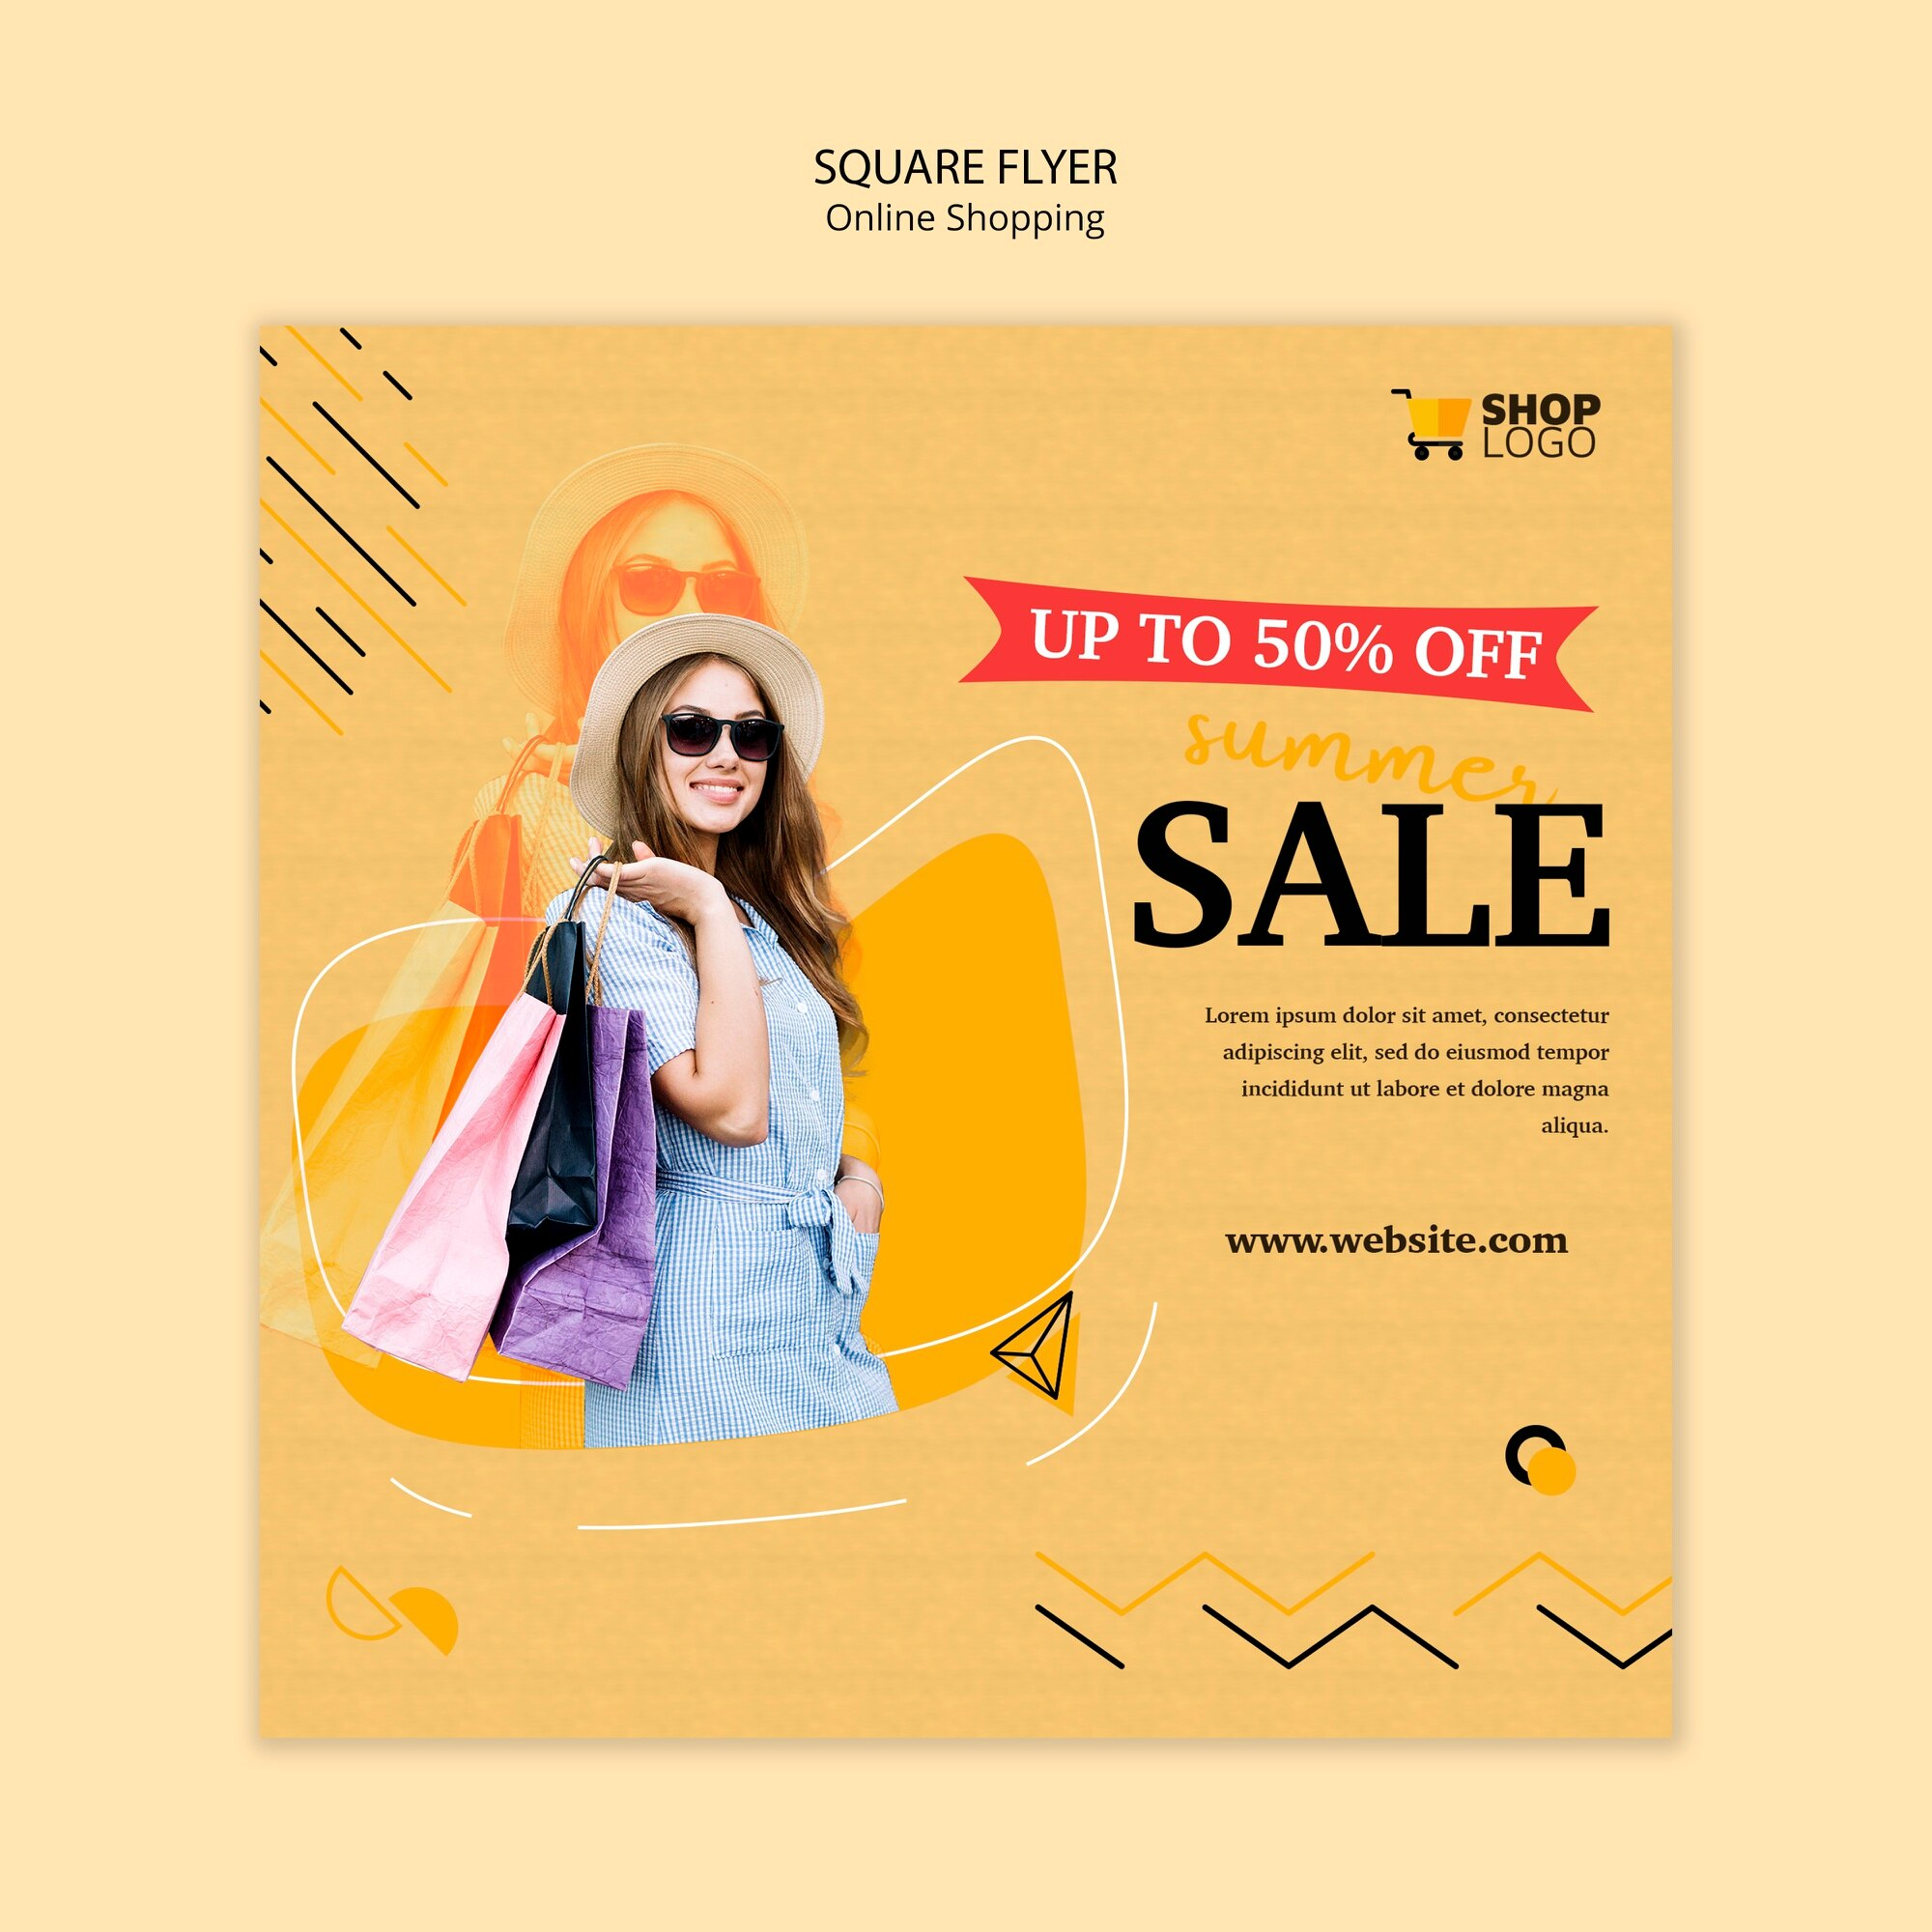 SQUARE FLYER
Online Shopping
SHOP
LOGO
UP TO 50% OFF
summer
SALE
Lorem ipsum dolor sit amet, consectetur
adipiscing elit, sed do eiusmod tempor
incididunt ut labore et dolore magna
aliqua.
www.website.com